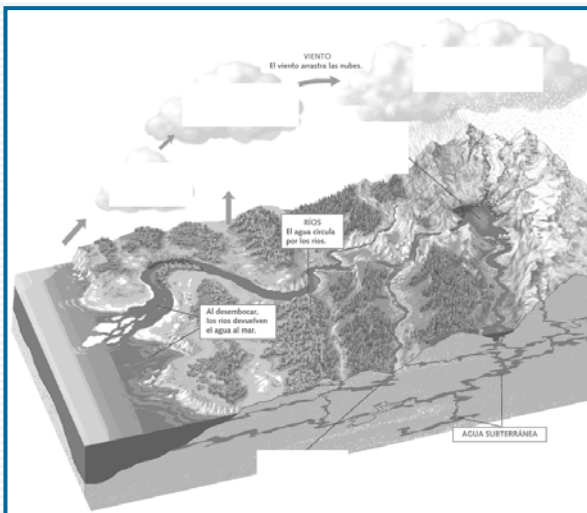 VIENTO
El viento arrastra las nubes.
RÍOS
El agua circula
por los ríos.
Al desembocar,
los ríos devuelven
el agua al mar.
AGUA SUBTERRÁNEA